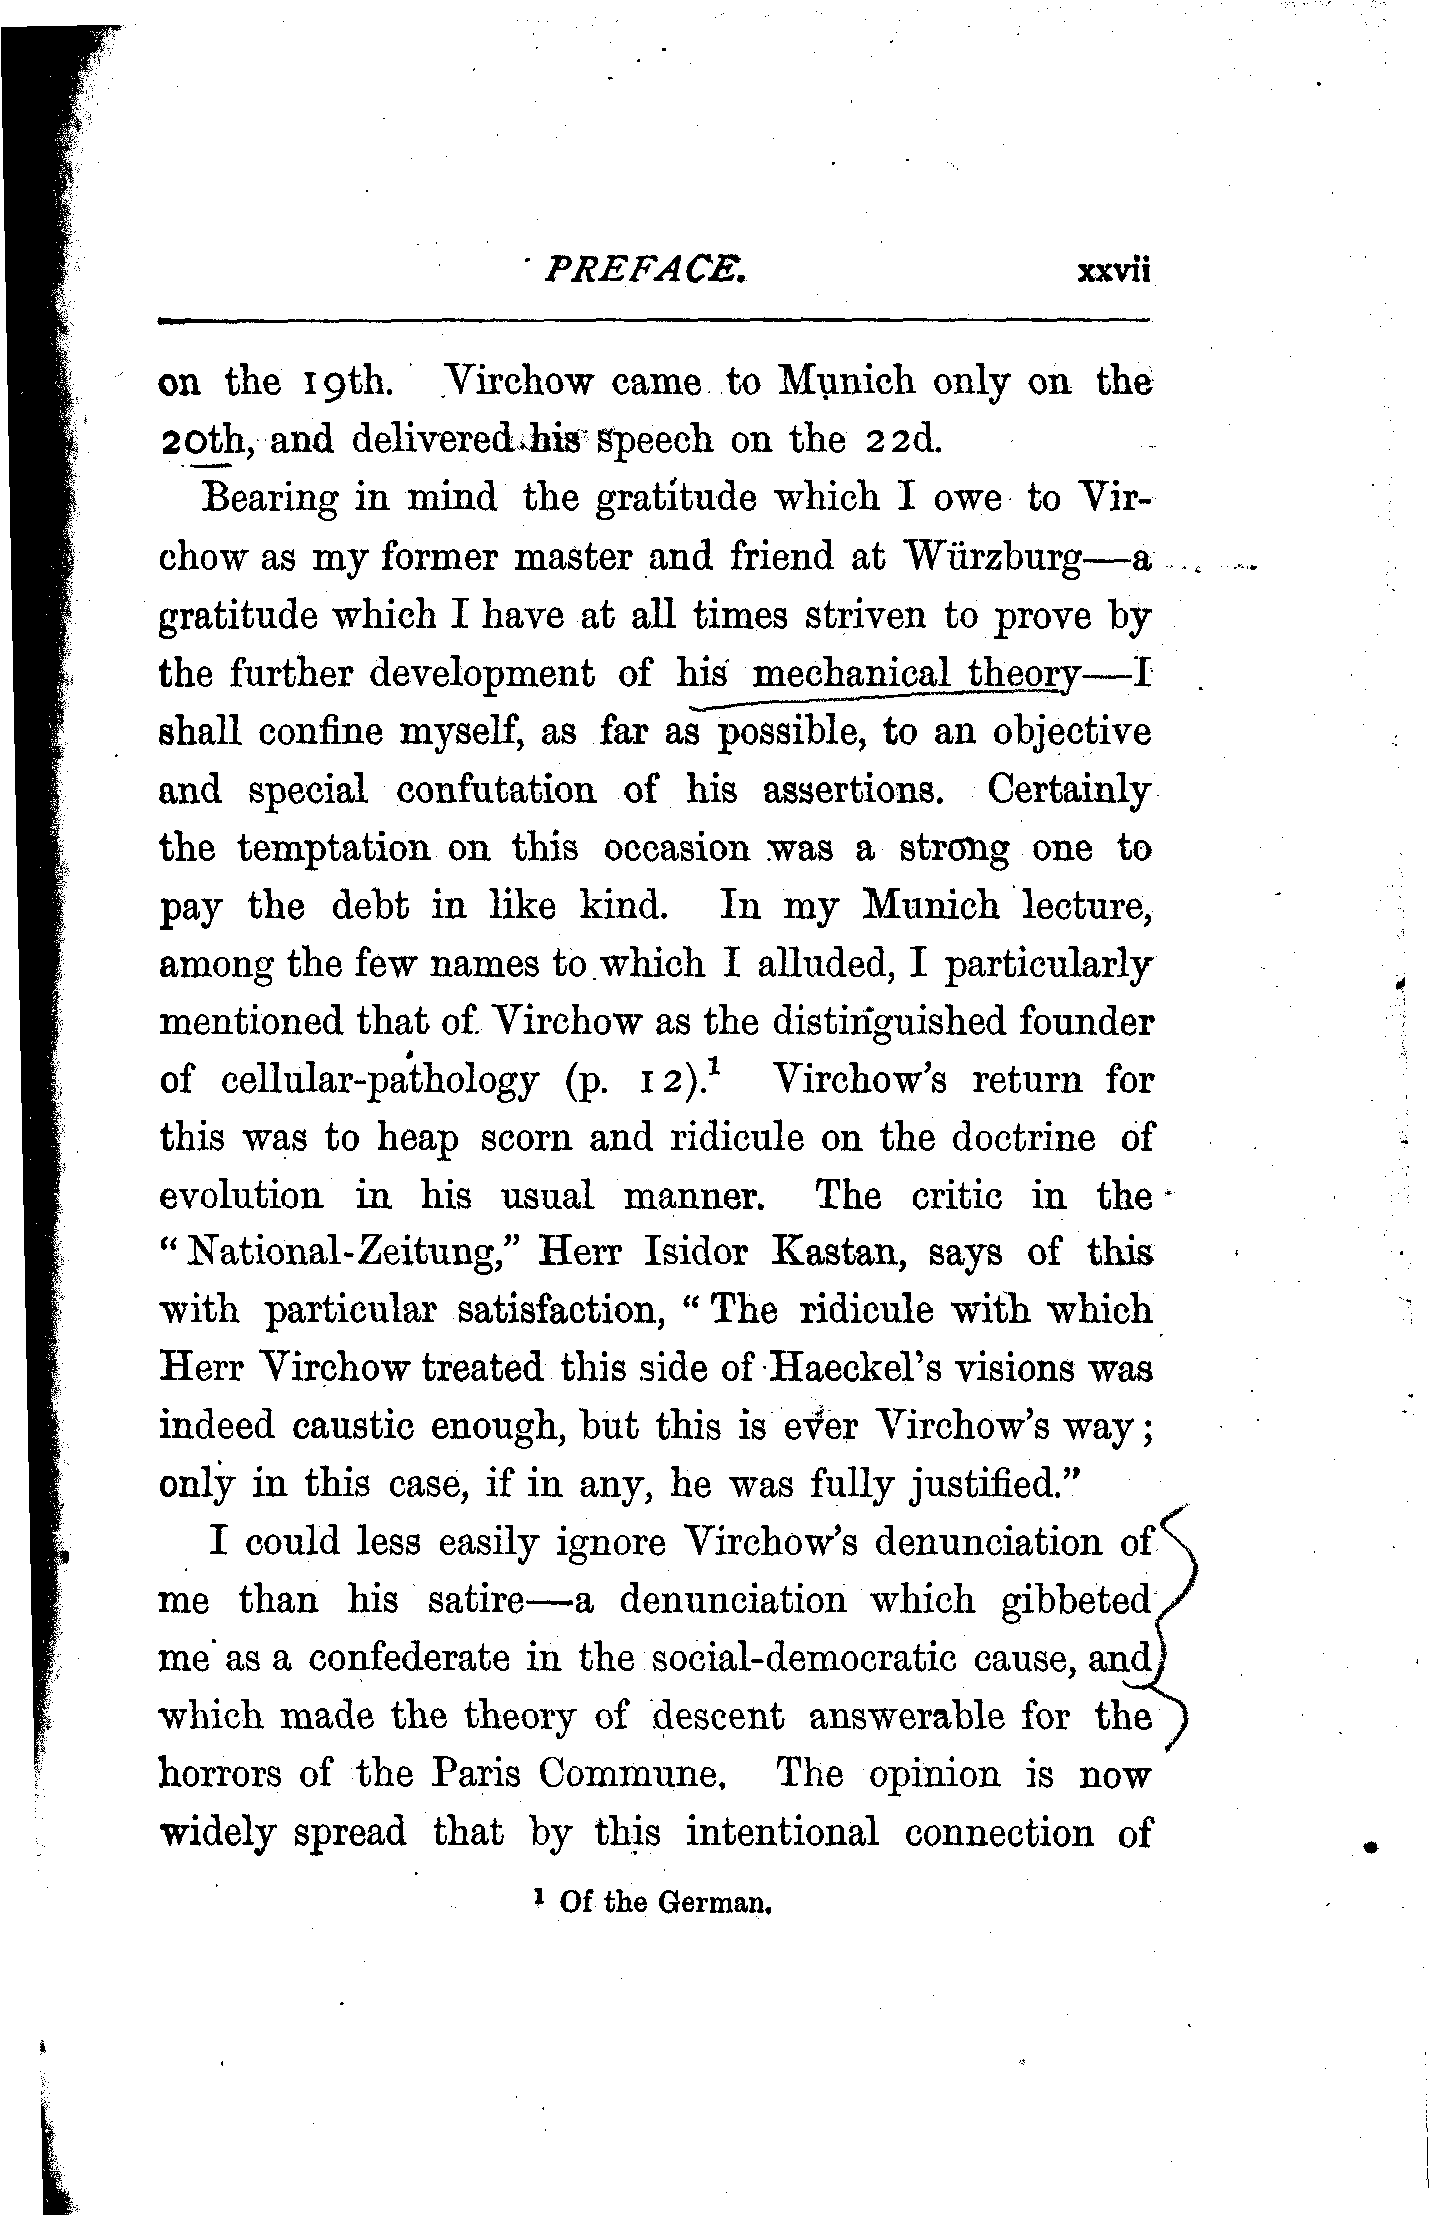 PREFACE. xxvii
on the 19th. Virchow came to Munich only on the
20th, and delivered his speech on the 22d.
Bearing in mind the gratitude which I owe to Vir-
chow as my former master and friend at Würzburg—a
gratitude which I have at all times striven to prove by
the further development of his mechanical theory—I
shall confine myself, as far as possible, to an objective
and special confutation of his assertions. Certainly
the temptation on this occasion was a strong one to
pay the debt in like kind. In my Munich lecture,
among the few names to which I alluded, I particularly
mentioned that of Virchow as the distinguished founder
of cellular-pathology (p. 12).¹ Virchow's return for
this was to heap scorn and ridicule on the doctrine of
evolution in his usual manner. The critic in the
“National-Zeitung,” Herr Isidor Kastan, says of this
with particular satisfaction, “The ridicule with which
Herr Virchow treated this side of Haeckel's visions was
indeed caustic enough, but this is ever Virchow's way;
only in this case, if in any, he was fully justified.”
I could less easily ignore Virchow's denunciation of
me than his satire—a denunciation which gibbeted
me as a confederate in the social-democratic cause, and
which made the theory of descent answerable for the
horrors of the Paris Commune. The opinion is now
widely spread that by this intentional connection of
¹ Of the German.